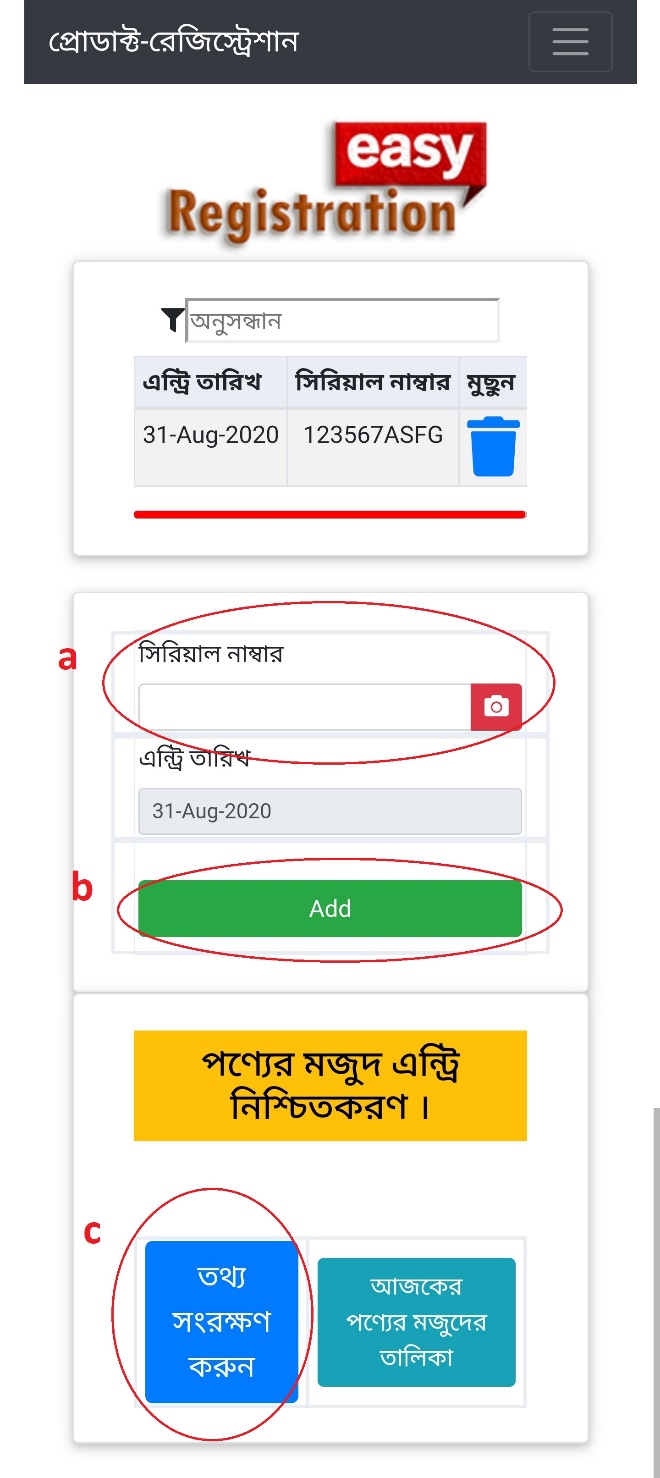 প্রোডাক্ট-রেজিস্ট্রেশান
easy
Registration
অনুসন্ধান
এন্ট্রি তারিখ সিরিয়াল নাম্বার মুছুন
31-Aug-2020 123567ASFG
a
সিরিয়াল নাম্বার
এন্ট্রি তারিখ
31-Aug-2020
b
Add
পণ্যের মজুদ এন্ট্রি
নিশ্চিতকরণ ।
c
তথ্য
সংরক্ষণ
করুন
আজকের
পণ্যের মজুদের
তালিকা